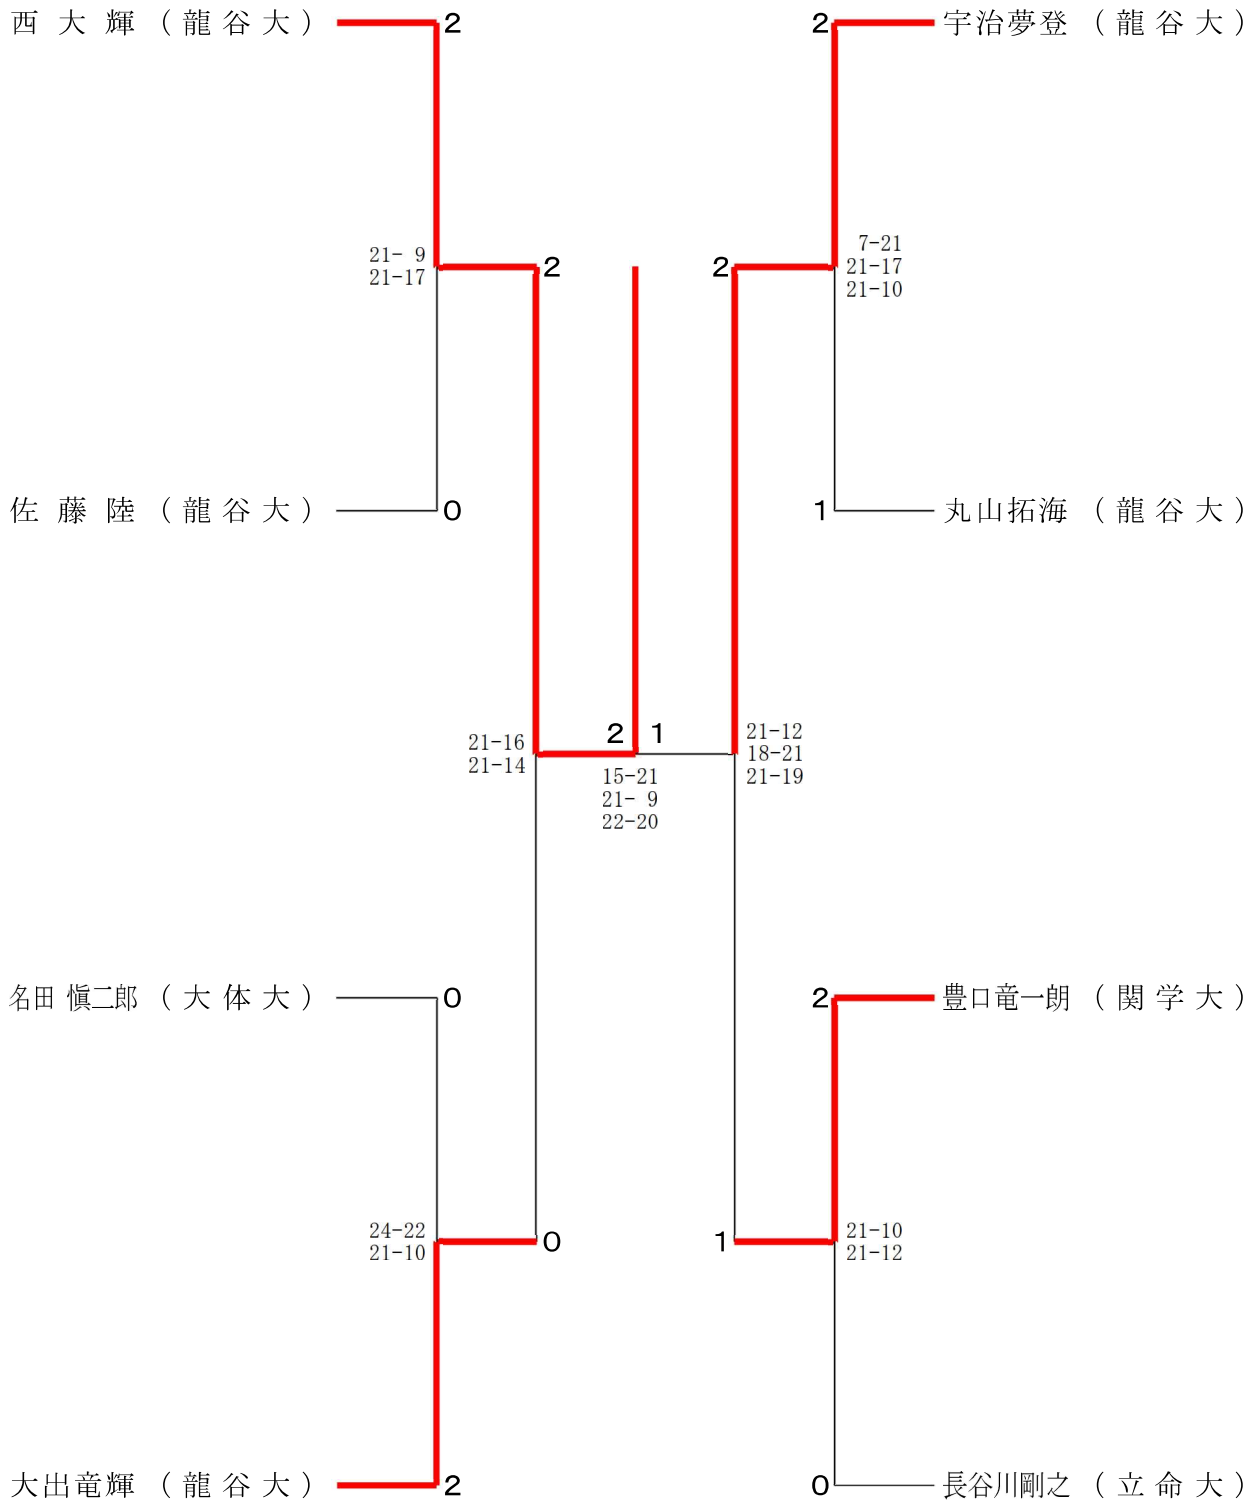 西 大 輝 ( 龍 谷 大 ) 2
2 宇治夢登 ( 龍 谷 大 )
21- 9
21-17
2
2
7-21
21-17
21-10
佐 藤 陸 ( 龍 谷 大 ) 0
1 丸山拓海 ( 龍 谷 大 )
21-16
21-14
2 1
15-21
21- 9
22-20
21-12
18-21
21-19
名田 愼二郎 ( 大 体 大 ) 0
2 豊口竜一朗 ( 関 学 大 )
24-22
21-10
0
1
21-10
21-12
大出竜輝 ( 龍 谷 大 ) 2
0 長谷川剛之 ( 立 命 大 )